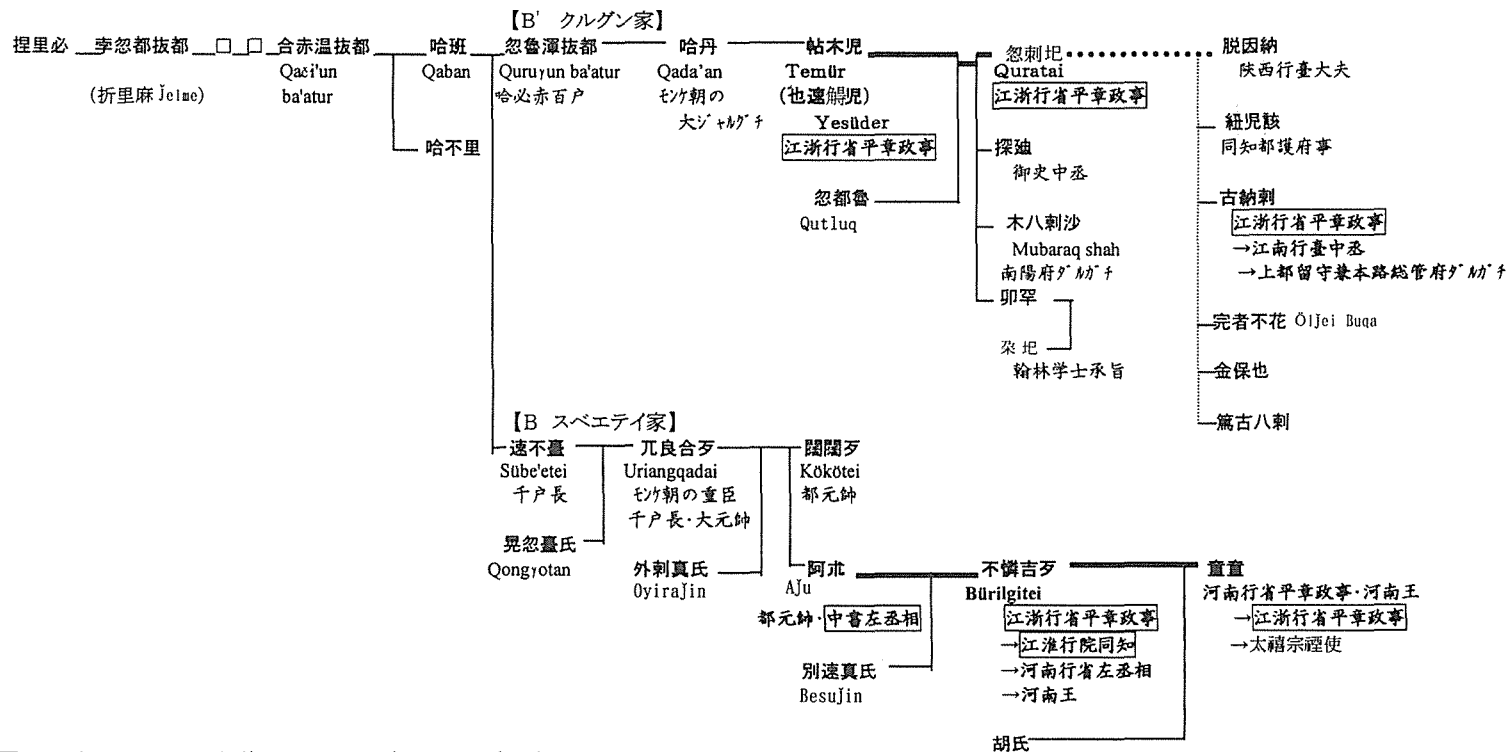 【B' クルグン家】
捏里必 孛忽都抜都 □ □ 合赤温抜都 哈班 忽魯渾抜都 哈丹 帖木児 忽刺圯 脱因納
Qači'un Qaban Quruγun ba'atur Qada'an Temür Quratai 陝西行臺大夫
(折里麻 J̌elme) ba'atur 哈必赤百户 モンケ朝の (也速䚟児) 江浙行省平章政事
大ジャルグチ Yesüder 紐児該
哈不里 江浙行省平章政事 探廸 同知都護府事
御史中丞
忽都魯 古納剌
Qutluq 木八剌沙 江浙行省平章政事
Mubaraq shah →江南行臺中丞
南陽府ダルガチ →上都留守兼本路総管府ダルガチ
卯罕
完者不花 ÖlJei Buqa
圯
翰林学士承旨 金保也
【B スベエテイ家】 篤古八剌
速不臺 兀良合歹 闊闊歹
Sübe'etei Uriangqadai Kökötei
千户長 モンケ朝の重臣 都元帥
千户長・大元帥
晃忽臺氏
Qongγotan 外剌真氏 阿朮 不憐吉歹 童童
OyiraJin AJu Bürilgitei 河南行省平章政事・河南王
都元帥・中書左丞相 江浙行省平章政事 →江浙行省平章政事
→江淮行院同知 →太禧宗禋使
別速真氏 →河南行省左丞相
BesuJin →河南王
胡氏